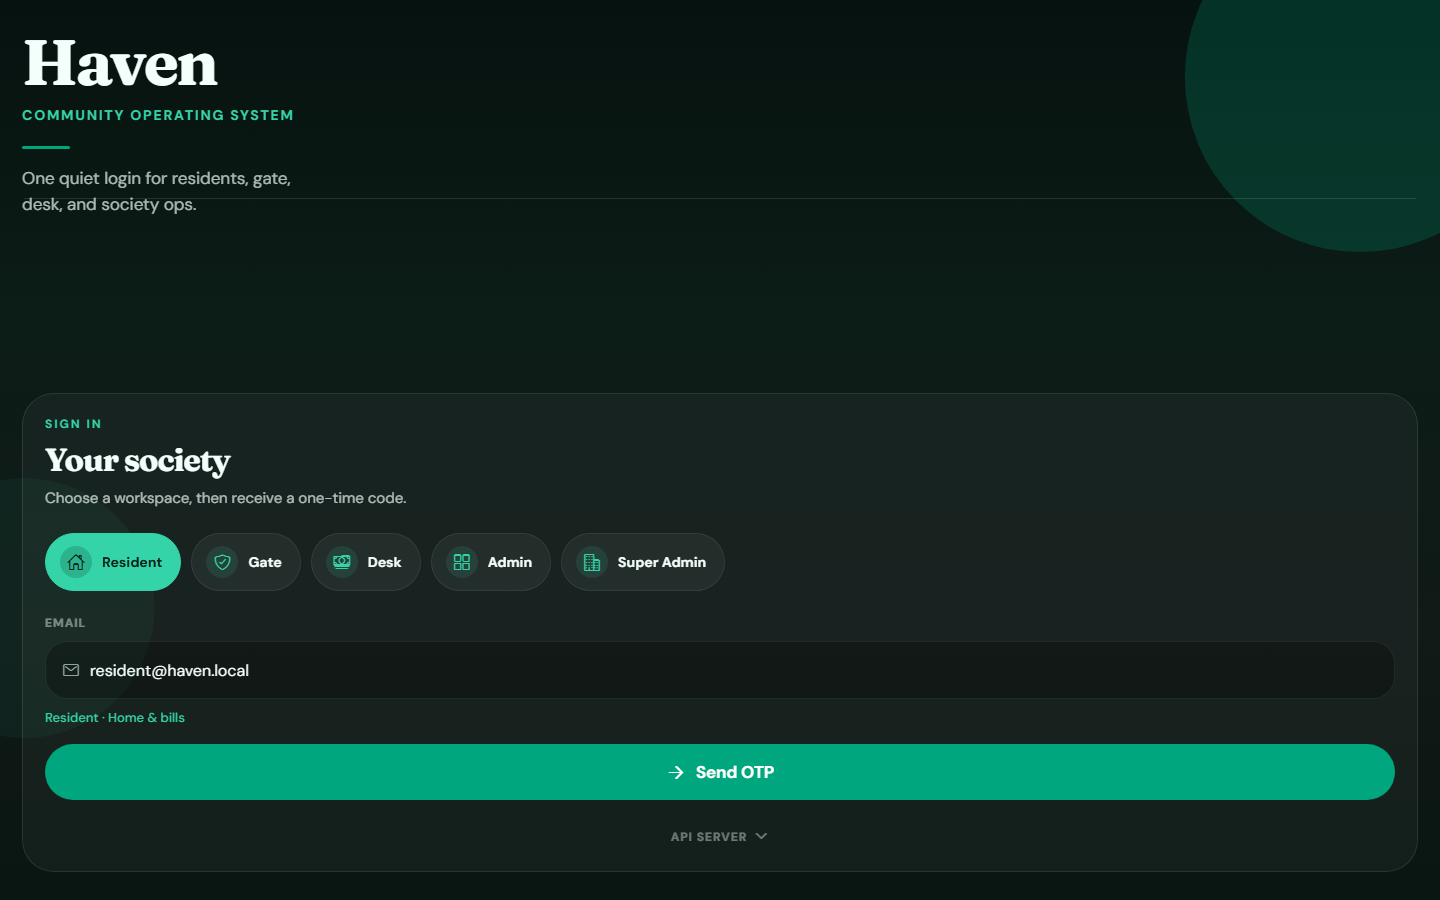 Haven
COMMUNITY OPERATING SYSTEM
One quiet login for residents, gate,
desk, and society ops.
SIGN IN
Your society
Choose a workspace, then receive a one-time code.
Resident Gate Desk Admin Super Admin
EMAIL
resident@haven.local
Resident · Home & bills
Send OTP
API SERVER